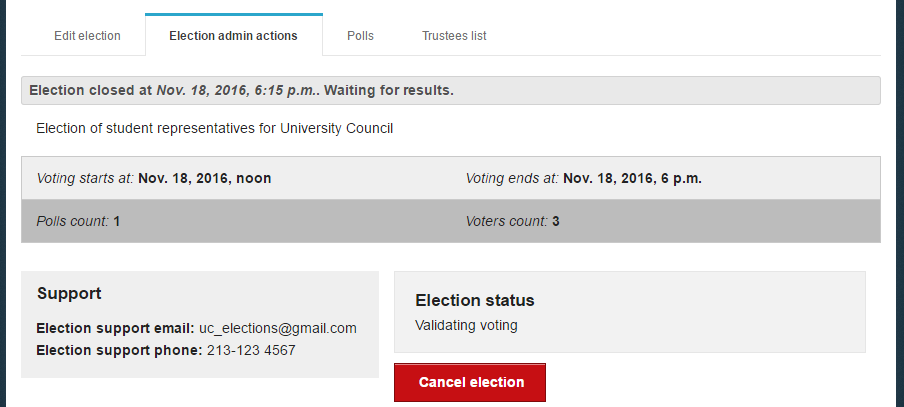 Edit election Election admin actions Polls Trustees list
Election closed at Nov. 18, 2016, 6:15 p.m.. Waiting for results.
Election of student representatives for University Council
Voting starts at: Nov. 18, 2016, noon Voting ends at: Nov. 18, 2016, 6 p.m.
Polls count: 1 Voters count: 3
Support
Election support email: uc_elections@gmail.com
Election support phone: 213-123 4567
Election status
Validating voting
Cancel election